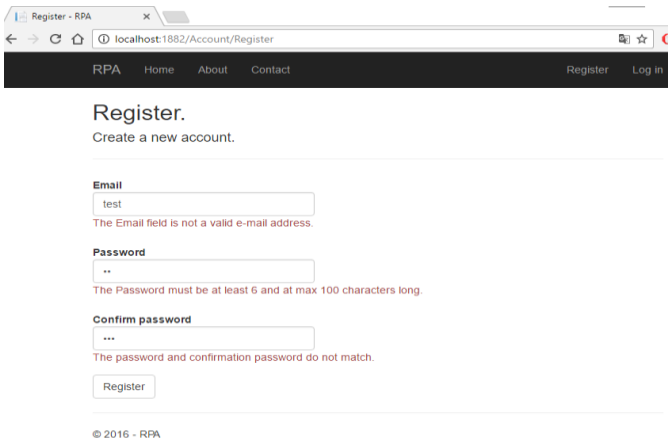 Register - RPA
localhost:1882/Account/Register
RPA Home About Contact Register Log in
Register.
Create a new account.
Email
test
The Email field is not a valid e-mail address.
Password
The Password must be at least 6 and at max 100 characters long.
Confirm password
The password and confirmation password do not match.
Register
© 2016 - RPA